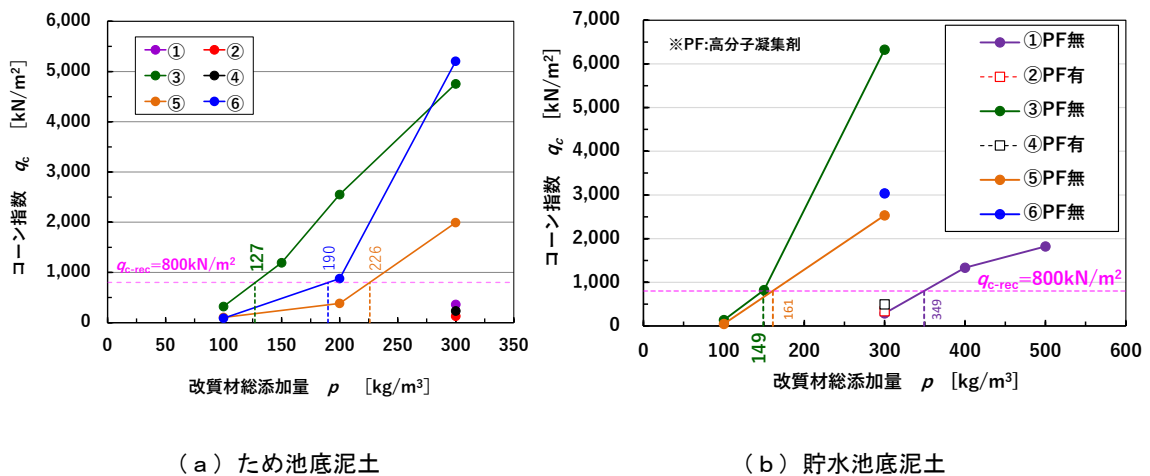 6,000
5,000
4,000
3,000
2,000
1,000
0
コーン指数 qc ［kN/m²］
① ②
③ ④
⑤ ⑥
qc-rec=800kN/m²
127
190
226
0 50 100 150 200 250 300 350
改質材総添加量 p ［kg/m³］
（a）ため池底泥土
7,000
6,000
5,000
4,000
3,000
2,000
1,000
0
コーン指数 qc ［kN/m²］
※PF:高分子凝集剤
①PF無
②PF有
③PF無
④PF有
⑤PF無
⑥PF無
qc-rec=800kN/m²
149
161
349
0 100 200 300 400 500 600
改質材総添加量 p ［kg/m³］
（b）貯水池底泥土